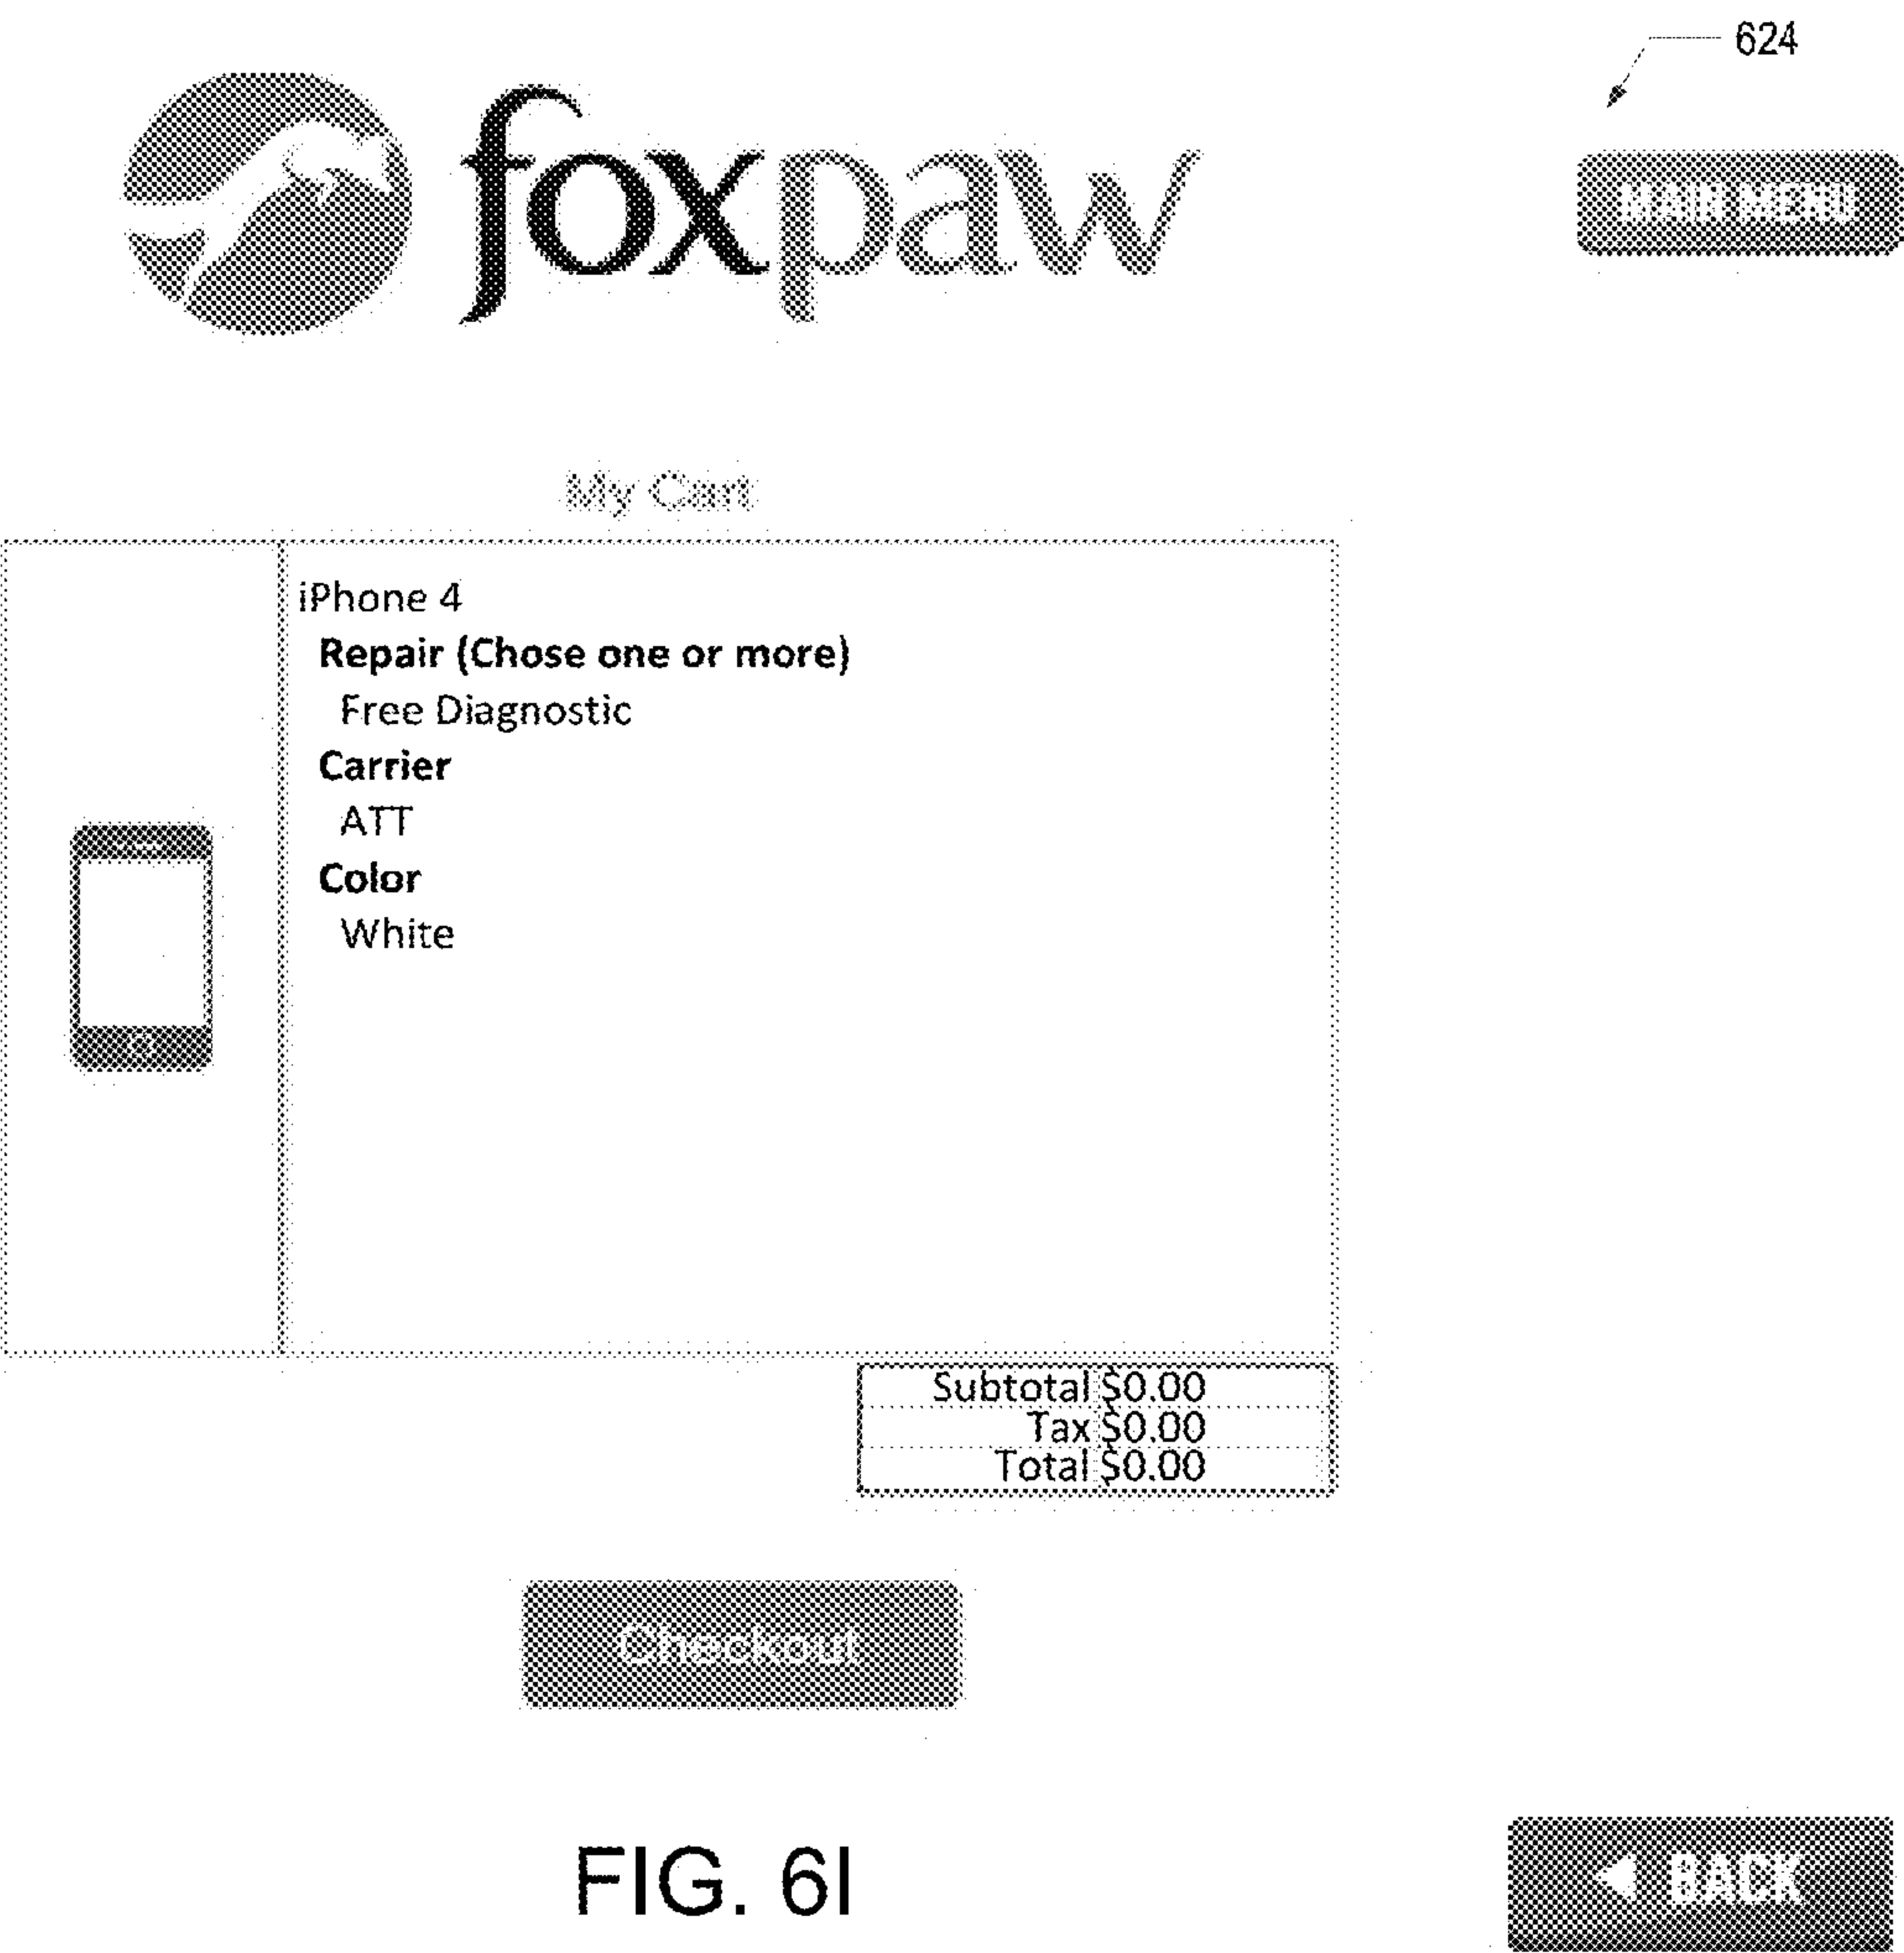 624
foxpaw
MAIN MENU
My Cart
iPhone 4
Repair (Chose one or more)
Free Diagnostic
Carrier
ATT
Color
White
Subtotal $0.00
Tax $0.00
Total $0.00
Checkout
BACK
FIG. 6I